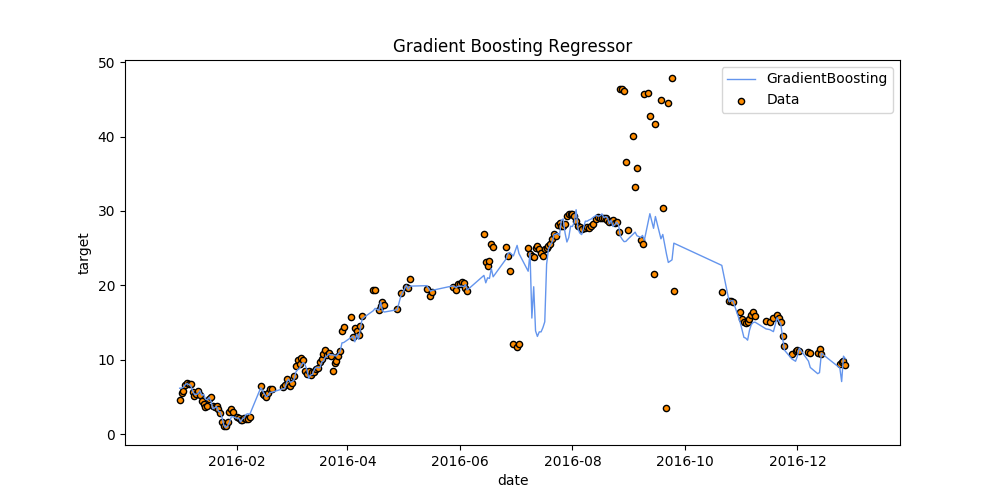 Gradient Boosting Regressor
GradientBoosting
Data
50
40
30
20
10
0
target
2016-02
2016-04
2016-06
2016-08
2016-10
2016-12
date